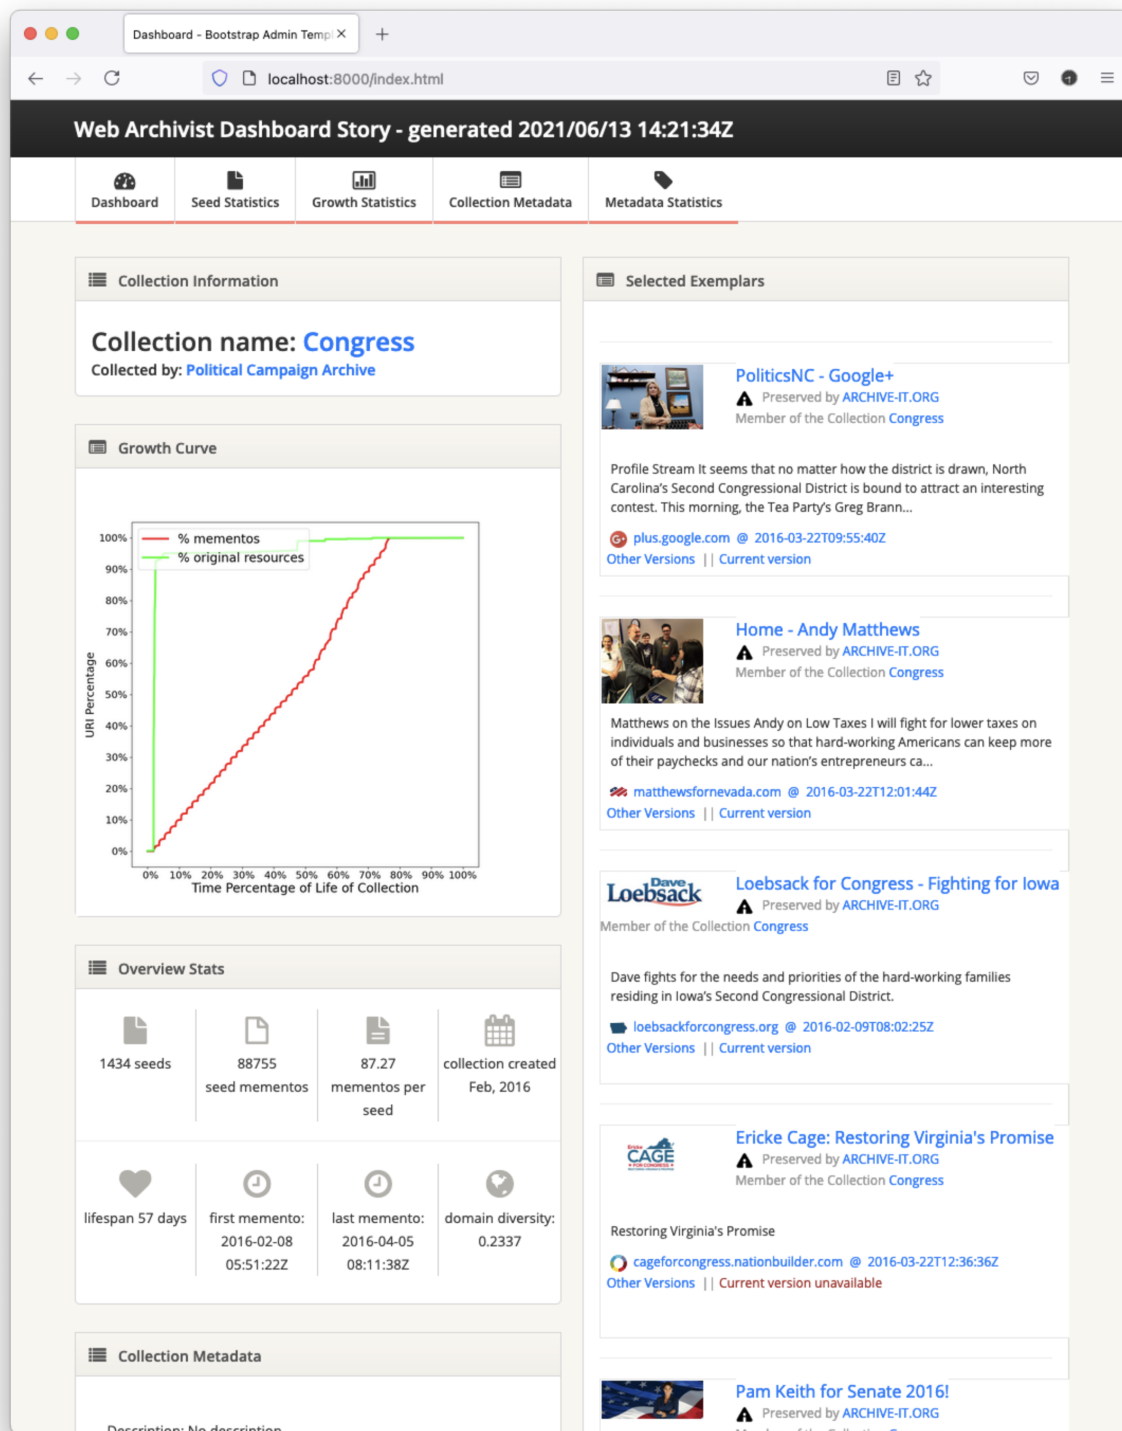 Dashboard - Bootstrap Admin Templ
localhost:8000/index.html
Web Archivist Dashboard Story - generated 2021/06/13 14:21:34Z
Dashboard
Seed Statistics
Growth Statistics
Collection Metadata
Metadata Statistics
Collection Information
Collection name: Congress
Collected by: Political Campaign Archive
Growth Curve
% mementos
% original resources
100%
90%
80%
70%
60%
50%
40%
30%
20%
10%
0%
URI Percentage
0% 10% 20% 30% 40% 50% 60% 70% 80% 90% 100%
Time Percentage of Life of Collection
Overview Stats
1434 seeds
88755
seed mementos
87.27
mementos per
seed
collection created
Feb, 2016
lifespan 57 days
first memento:
2016-02-08
05:51:22Z
last memento:
2016-04-05
08:11:38Z
domain diversity:
0.2337
Collection Metadata
Description: No description
Selected Exemplars
PoliticsNC - Google+
Preserved by ARCHIVE-IT.ORG
Member of the Collection Congress
Profile Stream It seems that no matter how the district is drawn, North
Carolina's Second Congressional District is bound to attract an interesting
contest. This morning, the Tea Party's Greg Brann...
G+ plus.google.com @ 2016-03-22T09:55:40Z
Other Versions || Current version
Home - Andy Matthews
Preserved by ARCHIVE-IT.ORG
Member of the Collection Congress
Matthews on the Issues Andy on Low Taxes I will fight for lower taxes on
individuals and businesses so that hard-working Americans can keep more
of their paychecks and our nation's entrepreneurs ca...
matthewsfornevada.com @ 2016-03-22T12:01:44Z
Other Versions || Current version
Dave
Loebsack
Loebsack for Congress - Fighting for Iowa
Preserved by ARCHIVE-IT.ORG
Member of the Collection Congress
Dave fights for the needs and priorities of the hard-working families
residing in Iowa's Second Congressional District.
loebsackforcongress.org @ 2016-02-09T08:02:25Z
Other Versions || Current version
Ericke
CAGE
FOR CONGRESS
Ericke Cage: Restoring Virginia's Promise
Preserved by ARCHIVE-IT.ORG
Member of the Collection Congress
Restoring Virginia's Promise
cageforcongress.nationbuilder.com @ 2016-03-22T12:36:36Z
Other Versions || Current version unavailable
Pam Keith for Senate 2016!
Preserved by ARCHIVE-IT.ORG
Member of the Collection Congress